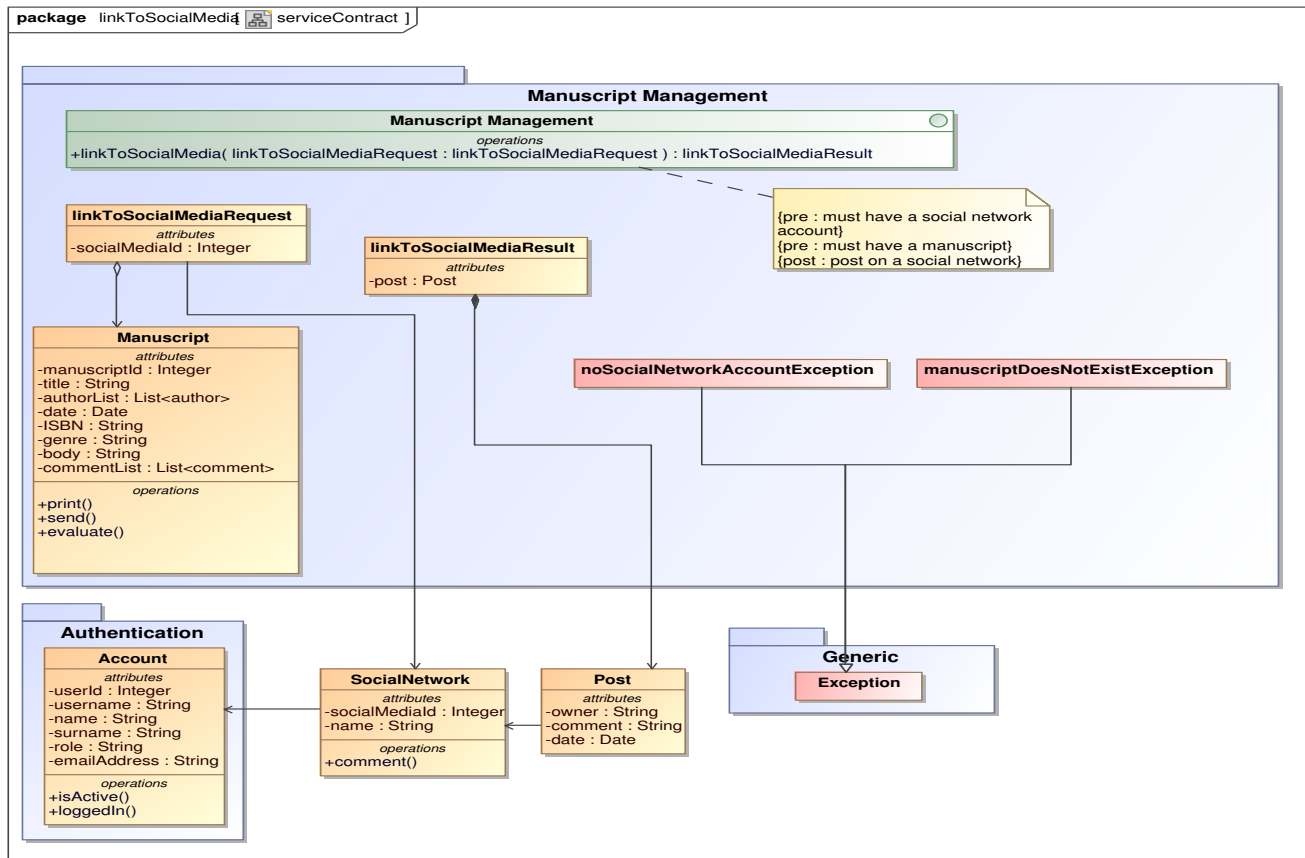 package linkToSocialMedia[ serviceContract ]
Manuscript Management
Manuscript Management
operations
+linkToSocialMedia( linkToSocialMediaRequest : linkToSocialMediaRequest ) : linkToSocialMediaResult
{pre : must have a social network
account}
{pre : must have a manuscript}
{post : post on a social network}
linkToSocialMediaRequest
attributes
-socialMediaId : Integer
linkToSocialMediaResult
attributes
-post : Post
Manuscript
attributes
-manuscriptId : Integer
-title : String
-authorList : List<author>
-date : Date
-ISBN : String
-genre : String
-body : String
-commentList : List<comment>
operations
+print()
+send()
+evaluate()
noSocialNetworkAccountException
manuscriptDoesNotExistException
Authentication
Account
attributes
-userId : Integer
-username : String
-name : String
-surname : String
-role : String
-emailAddress : String
operations
+isActive()
+loggedIn()
SocialNetwork
attributes
-socialMediaId : Integer
-name : String
operations
+comment()
Post
attributes
-owner : String
-comment : String
-date : Date
Generic
Exception